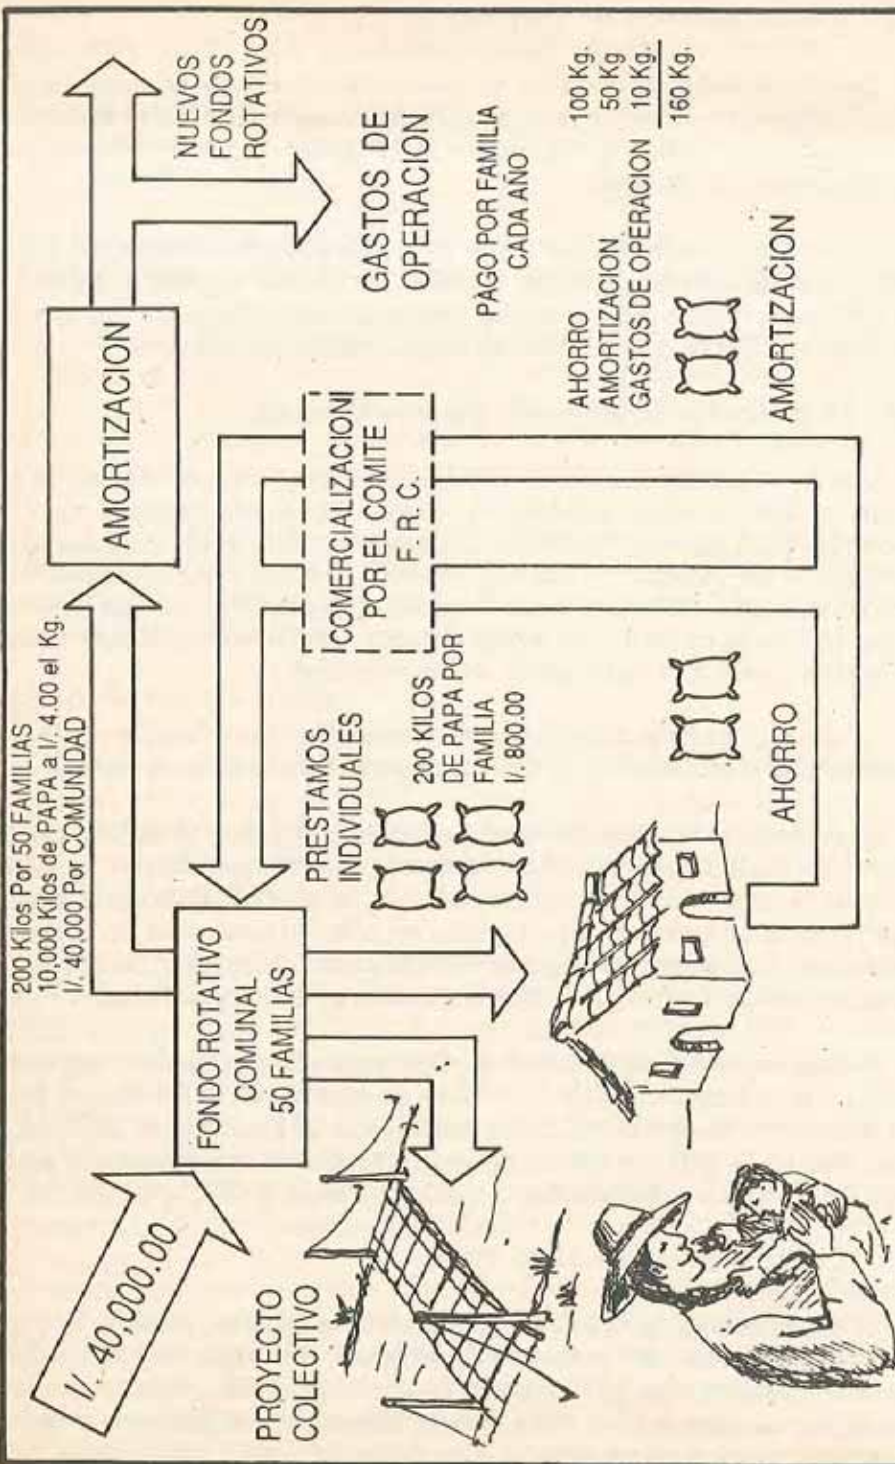 200 Kilos Por 50 FAMILIAS
10,000 Kilos de PAPA a I/. 4.00 el Kg.
I/. 40,000 Por COMUNIDAD
I/. 40,000.00
FONDO ROTATIVO
COMUNAL
50 FAMILIAS
AMORTIZACION
NUEVOS
FONDOS
ROTATIVOS
PROYECTO
COLECTIVO
PRESTAMOS
INDIVIDUALES
200 KILOS
DE PAPA POR
FAMILIA
I/. 800.00
COMERCIALIZACION
POR EL COMITE
F. R. C.
GASTOS DE
OPERACION
PAGO POR FAMILIA
CADA AÑO
AHORRO 100 Kg.
AMORTIZACION 50 Kg
GASTOS DE OPERACION 10 Kg.
160 Kg.
AHORRO
AMORTIZACION